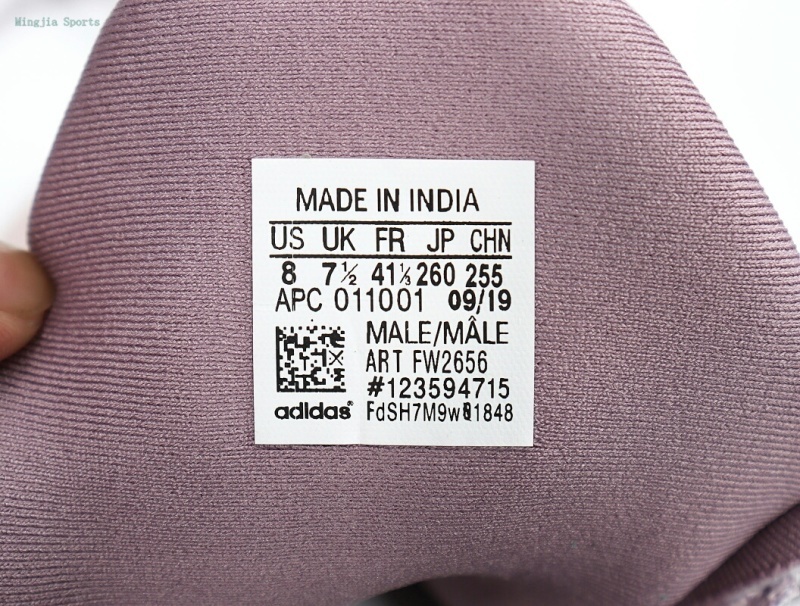 Mingjia Sports
MADE IN INDIA
US UK FR JP CHN
8 7½ 41⅓ 260 255
APC 011001 09/19
MALE/MÂLE
ART FW2656
#123594715
adidas®